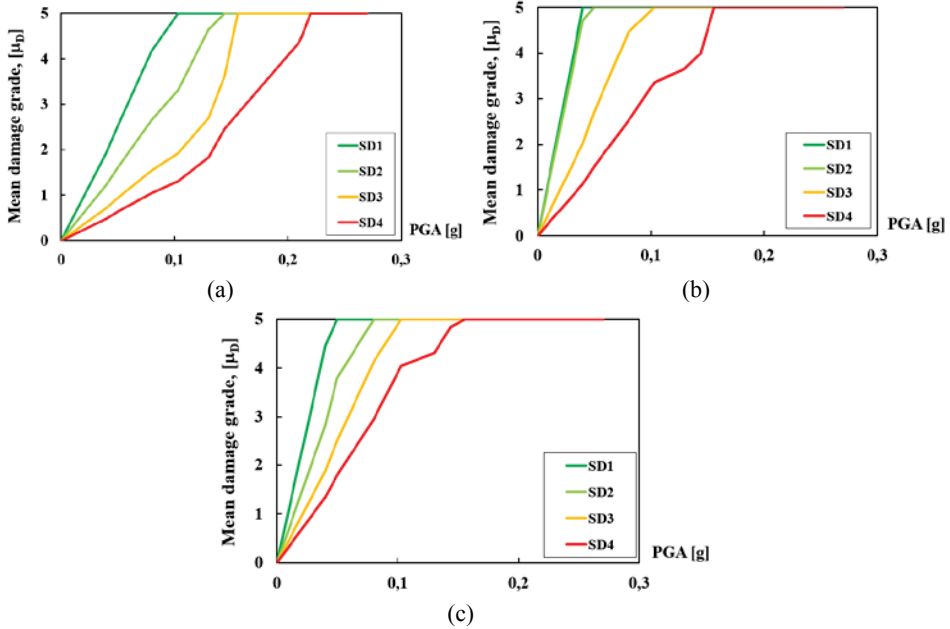 Mean damage grade, [μD]
5
4
3
2
1
0
0
0,1
0,2
0,3
PGA [g]
SD1
SD2
SD3
SD4
(a)
Mean damage grade, [μD]
5
4
3
2
1
0
0
0,1
0,2
0,3
PGA [g]
SD1
SD2
SD3
SD4
(b)
Mean damage grade, [μD]
5
4
3
2
1
0
0
0,1
0,2
0,3
PGA [g]
SD1
SD2
SD3
SD4
(c)